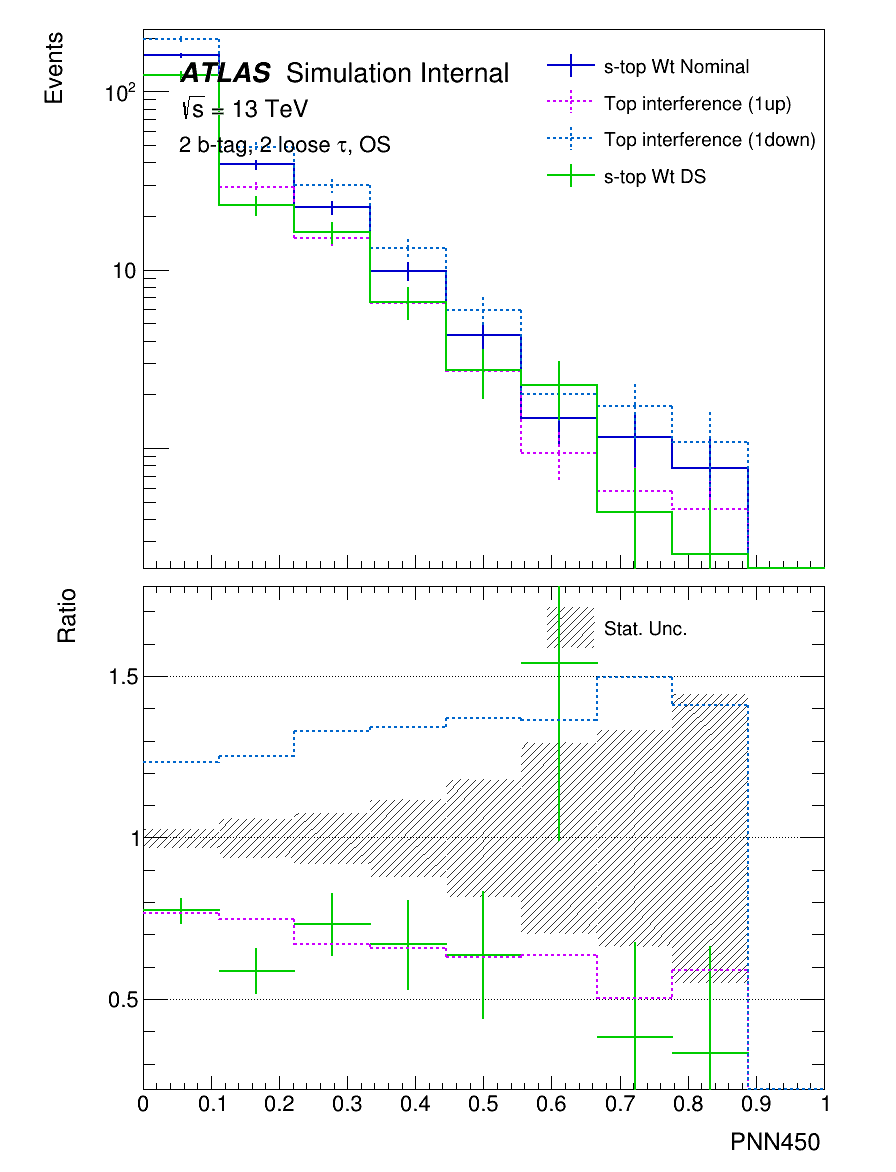 Events
ATLAS Simulation Internal
√s = 13 TeV
2 b-tag, 2 loose τ, OS
s-top Wt Nominal
Top interference (1up)
Top interference (1down)
s-top Wt DS
10²
10
Ratio
Stat. Unc.
1.5
1
0.5
0 0.1 0.2 0.3 0.4 0.5 0.6 0.7 0.8 0.9 1
PNN450